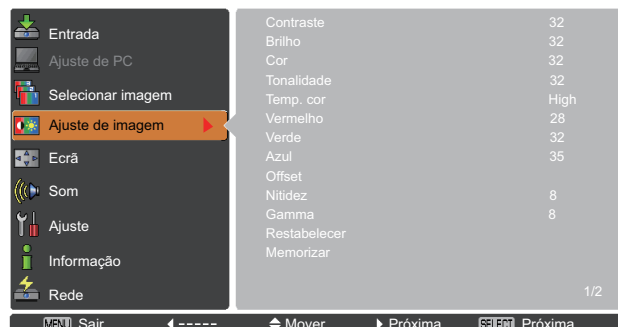 Entrada
Ajuste de PC
Selecionar imagem
Ajuste de imagem
Ecrã
Som
Ajuste
Informação
Rede
Contraste 32
Brilho 32
Cor 32
Tonalidade 32
Temp. cor High
Vermelho 28
Verde 32
Azul 35
Offset
Nitidez 8
Gamma 8
Restabelecer
Memorizar
1/2
MENU Sair ----- Mover Próxima SELECT Próxima